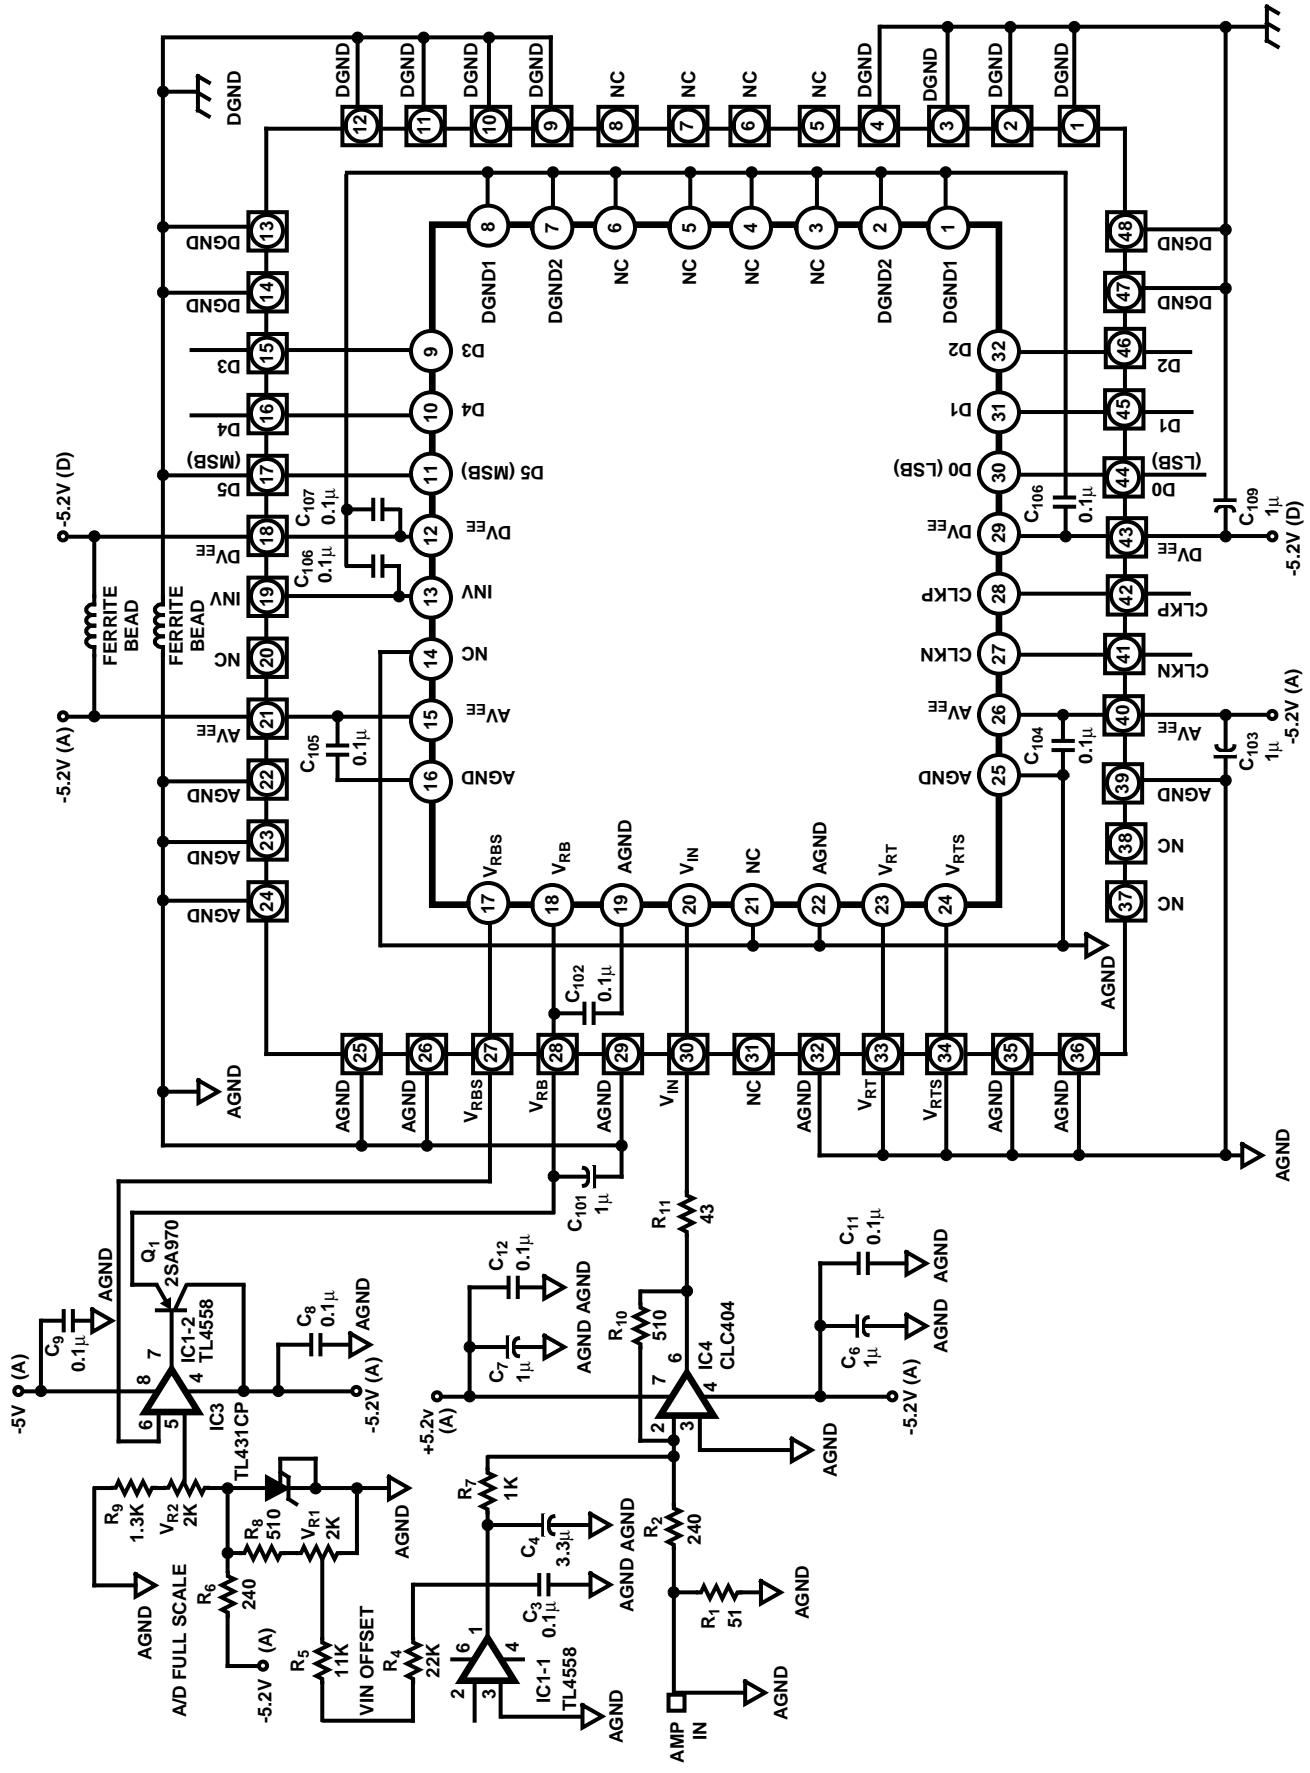 -5V (A)
C9
0.1µ
AGND
Q1
2SA970
IC1-2
TL4558
8
7
6
5
4
IC3
TL431CP
C8
0.1µ
AGND
-5.2V (A)
R9
1.3K
VR2
2K
R8
510
VR1
2K
AGND
AGND
A/D FULL SCALE
R6
240
-5.2V (A)
R5
11K
VIN OFFSET
R4
22K
C3
0.1µ
AGND
C4
3.3µ
AGND
R7
1K
2
3
6
1
4
IC1-1
TL4558
AGND
AMP
IN
AGND
R1
51
AGND
R2
240
+5.2v
(A)
C7
1µ
AGND
C12
0.1µ
AGND
R10
510
2
3
7
6
4
IC4
CLC404
AGND
R11
43
-5.2V (A)
C6
1µ
AGND
C11
0.1µ
AGND
C101
1µ
AGND
25
AGND
26
AGND
27
VRBS
28
VRB
29
AGND
30
VIN
31
NC
32
AGND
33
VRT
34
VRTS
35
AGND
36
AGND
AGND
C102
0.1µ
AGND
-5.2V (A)
-5.2V (D)
FERRITE
BEAD
FERRITE
BEAD
24
AGND
23
AGND
22
AGND
21
AVEE
20
NC
19
INV
18
DVEE
17
D5
(MSB)
16
D4
15
D3
14
DGND
13
DGND
C105
0.1µ
C106
0.1µ
C107
0.1µ
17
VRBS
18
VRB
19
AGND
20
VIN
21
NC
22
AGND
23
VRT
24
VRTS
16
AGND
15
AVEE
14
NC
13
INV
12
DVEE
11
D5 (MSB)
10
D4
9
D3
8
DGND1
7
DGND2
6
NC
5
NC
4
NC
3
NC
2
DGND2
1
DGND1
25
AGND
26
AVEE
27
CLKN
28
CLKP
29
DVEE
30
D0 (LSB)
31
D1
32
D2
C104
0.1µ
C106
0.1µ
37
NC
38
NC
39
AGND
40
AVEE
41
CLKN
42
CLKP
43
DVEE
44
D0
(LSB)
45
D1
46
D2
47
DGND
48
DGND
C103
1µ
-5.2V (A)
C109
1µ
-5.2V (D)
DGND
12
DGND
11
DGND
10
DGND
9
DGND
8
NC
7
NC
6
NC
5
NC
4
DGND
3
DGND
2
DGND
1
DGND